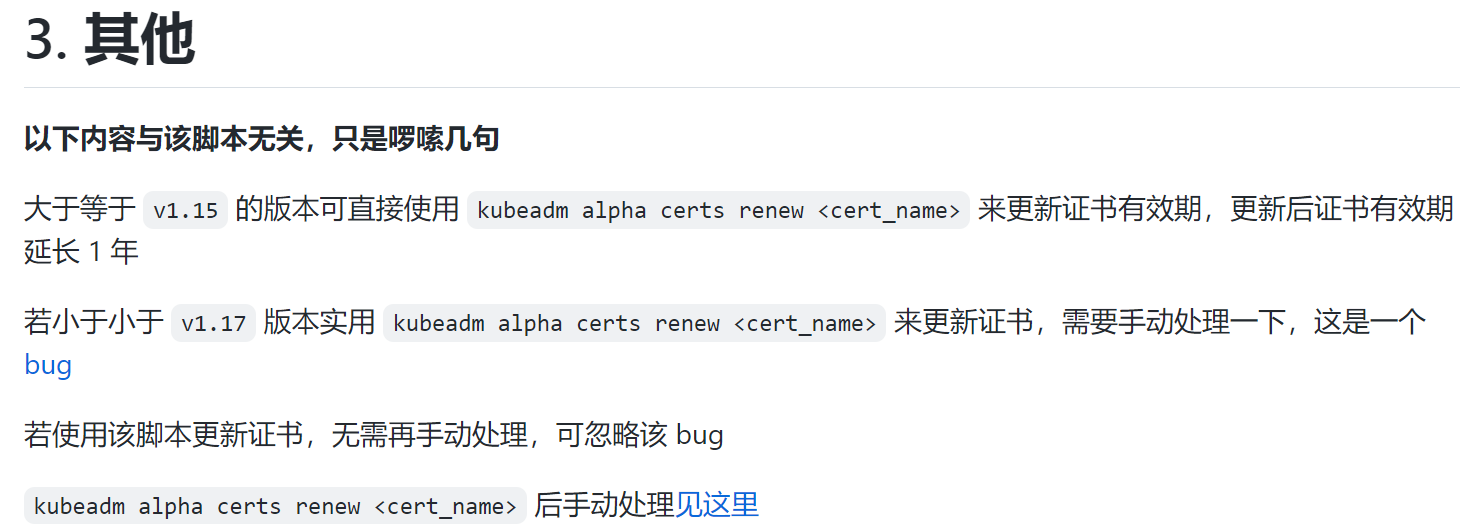 3. 其他
以下内容与该脚本无关，只是啰嗦几句
大于等于 v1.15 的版本可直接使用 kubeadm alpha certs renew <cert_name> 来更新证书有效期，更新后证书有效期
延长 1 年
若小于小于 v1.17 版本实用 kubeadm alpha certs renew <cert_name> 来更新证书，需要手动处理一下，这是一个
bug
若使用该脚本更新证书，无需再手动处理，可忽略该 bug
kubeadm alpha certs renew <cert_name> 后手动处理见这里